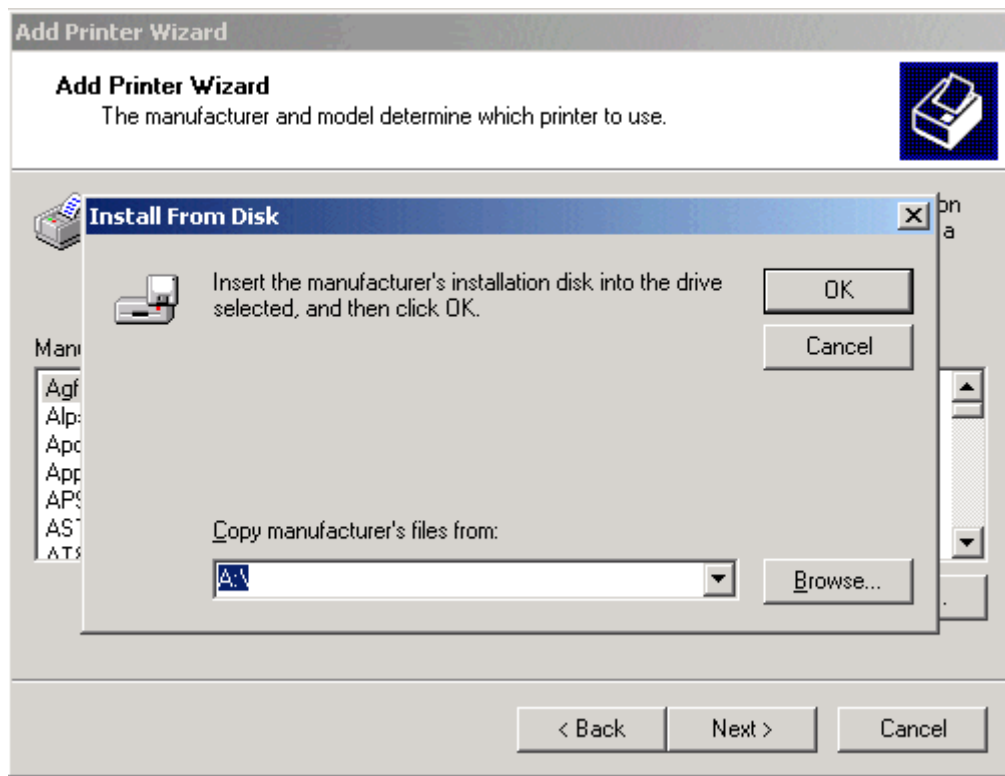 Add Printer Wizard
Add Printer Wizard
The manufacturer and model determine which printer to use.
on
a
Install From Disk
Insert the manufacturer's installation disk into the drive
selected, and then click OK.
OK
Cancel
Copy manufacturer's files from:
A:\
Browse...
< Back
Next >
Cancel